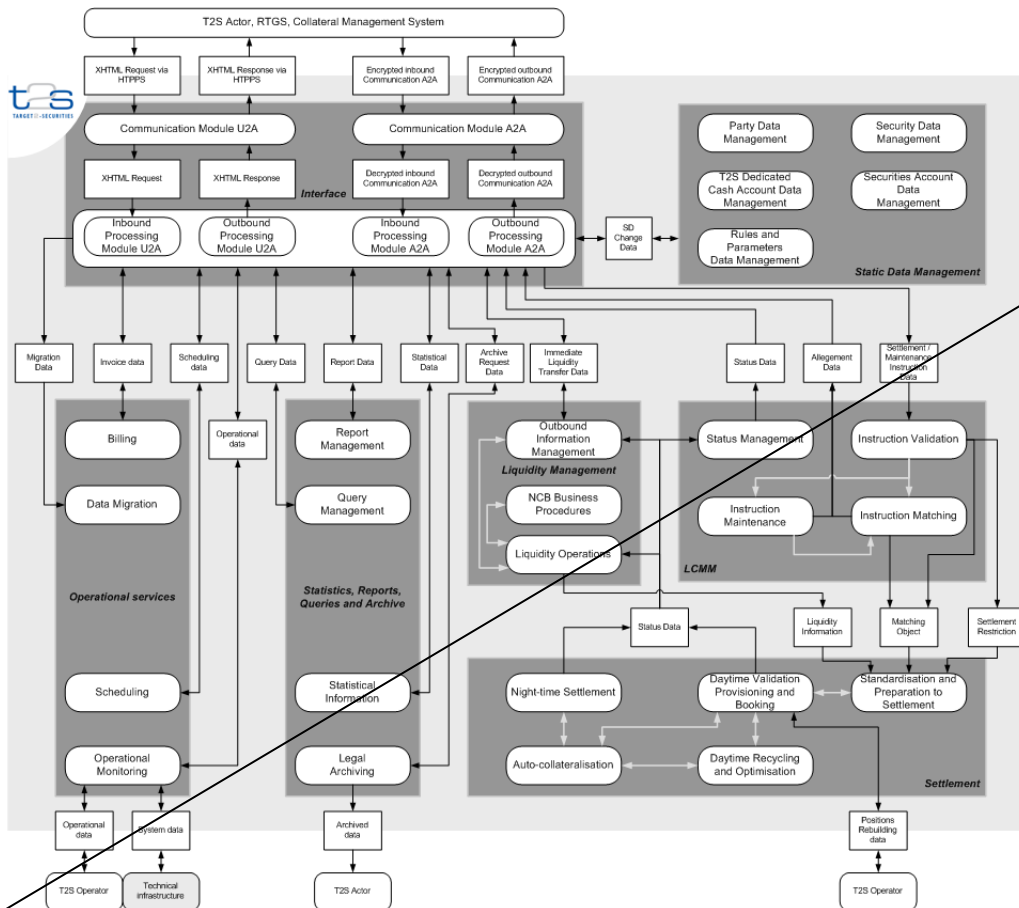 T2S Actor, RTGS, Collateral Management System
XHTML Request via
HTPPS
XHTML Response via
HTPPS
Encrypted inbound
Communication A2A
Encrypted outbound
Communication A2A
t2s
TARGET2-SECURITIES
Communication Module U2A
Communication Module A2A
XHTML Request
XHTML Response
Interface
Decrypted inbound
Communication A2A
Decrypted outbound
Communication A2A
Inbound
Processing
Module U2A
Outbound
Processing
Module U2A
Inbound
Processing
Module A2A
Outbound
Processing
Module A2A
SD
Change
Data
Party Data
Management
Security Data
Management
T2S Dedicated
Cash Account Data
Management
Securities Account
Data
Management
Rules and
Parameters
Data Management
Static Data Management
Migration
Data
Invoice data
Scheduling
data
Query Data
Report Data
Statistical
Data
Archive
Request
Data
Immediate
Liquidity
Transfer Data
Status Data
Allegement
Data
Settlement /
Maintenance
Instruction
Data
Billing
Operational
data
Data Migration
Operational services
Scheduling
Operational
Monitoring
Report
Management
Query
Management
Statistics, Reports,
Queries and Archive
Statistical
Information
Legal
Archiving
Outbound
Information
Management
Liquidity Management
NCB Business
Procedures
Liquidity Operations
Status Management
Instruction Validation
Instruction
Maintenance
Instruction Matching
LCMM
Status Data
Liquidity
Information
Matching
Object
Settlement
Restriction
Night-time Settlement
Daytime Validation
Provisioning and
Booking
Standardisation and
Preparation to
Settlement
Auto-collateralisation
Daytime Recycling
and Optimisation
Settlement
Operational
data
System data
Archived
data
Positions
Rebuilding
data
T2S Operator
Technical
infrastructure
T2S Actor
T2S Operator